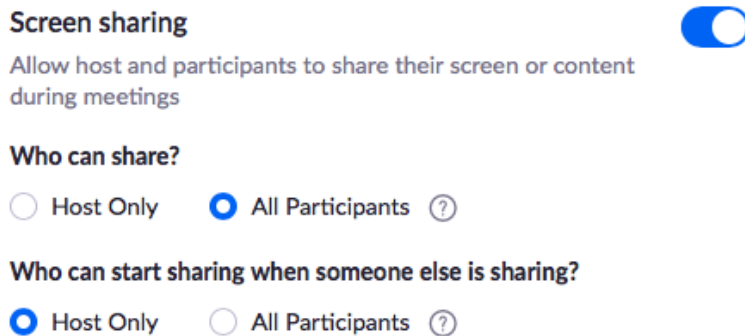 Screen sharing
Allow host and participants to share their screen or content
during meetings
Who can share?
Host Only All Participants ?
Who can start sharing when someone else is sharing?
Host Only All Participants ?